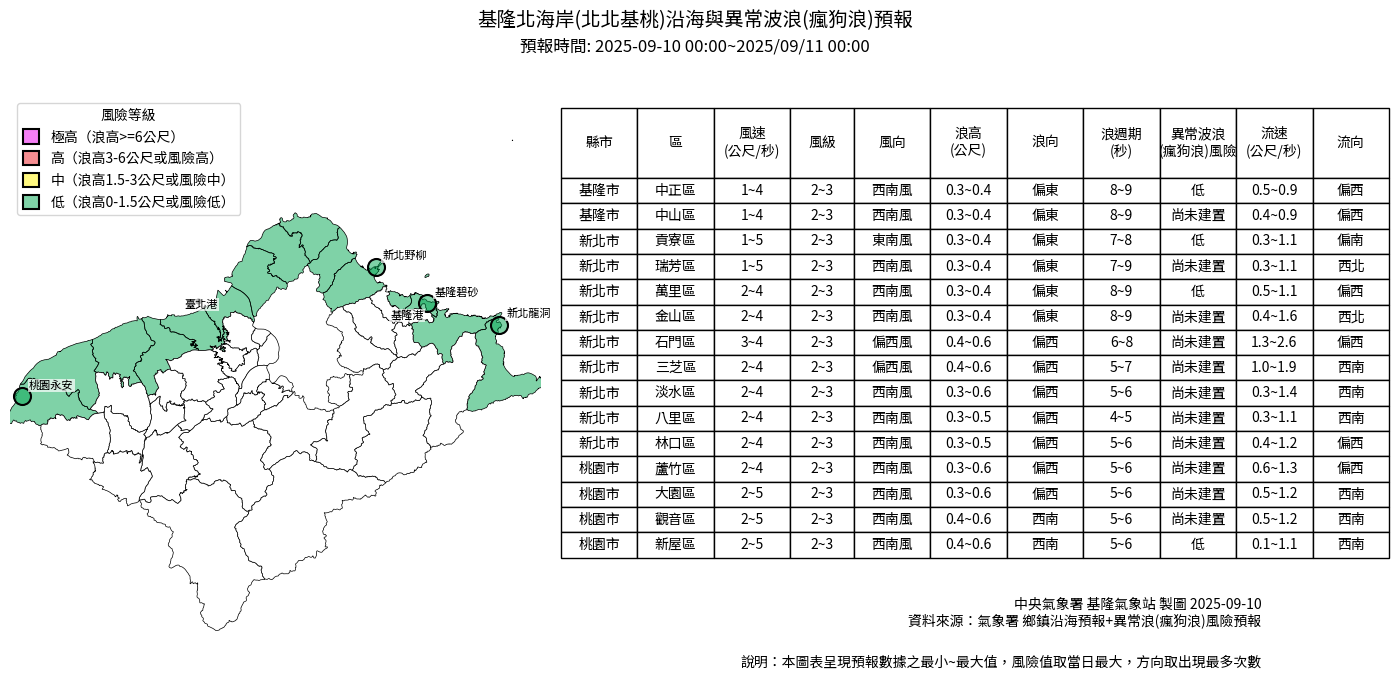 基隆北海岸(北北基桃)沿海與異常波浪(瘋狗浪)預報
預報時間: 2025-09-10 00:00~2025/09/11 00:00
風險等級
極高（浪高>=6公尺）
高（浪高3-6公尺或風險高）
中（浪高1.5-3公尺或風險中）
低（浪高0-1.5公尺或風險低）
新北野柳
基隆碧砂
臺北港
基隆港
新北龍洞
桃園永安
縣市 區 風速(公尺/秒) 風級 風向 浪高(公尺) 浪向 浪週期(秒) 異常波浪(瘋狗浪)風險 流速(公尺/秒) 流向
基隆市 中正區 1~4 2~3 西南風 0.3~0.4 偏東 8~9 低 0.5~0.9 偏西
基隆市 中山區 1~4 2~3 西南風 0.3~0.4 偏東 8~9 尚未建置 0.4~0.9 偏西
新北市 貢寮區 1~5 2~3 東南風 0.3~0.4 偏東 7~8 低 0.3~1.1 偏南
新北市 瑞芳區 1~5 2~3 西南風 0.3~0.4 偏東 7~9 尚未建置 0.3~1.1 西北
新北市 萬里區 2~4 2~3 西南風 0.3~0.4 偏東 8~9 低 0.5~1.1 偏西
新北市 金山區 2~4 2~3 西南風 0.3~0.4 偏東 8~9 尚未建置 0.4~1.6 西北
新北市 石門區 3~4 2~3 偏西風 0.4~0.6 偏西 6~8 尚未建置 1.3~2.6 偏西
新北市 三芝區 2~4 2~3 偏西風 0.4~0.6 偏西 5~7 尚未建置 1.0~1.9 西南
新北市 淡水區 2~4 2~3 西南風 0.3~0.6 偏西 5~6 尚未建置 0.3~1.4 西南
新北市 八里區 2~4 2~3 西南風 0.3~0.5 偏西 4~5 尚未建置 0.3~1.1 西南
新北市 林口區 2~4 2~3 西南風 0.3~0.5 偏西 5~6 尚未建置 0.4~1.2 偏西
桃園市 蘆竹區 2~4 2~3 西南風 0.3~0.6 偏西 5~6 尚未建置 0.6~1.3 偏西
桃園市 大園區 2~5 2~3 西南風 0.3~0.6 偏西 5~6 尚未建置 0.5~1.2 西南
桃園市 觀音區 2~5 2~3 西南風 0.4~0.6 西南 5~6 尚未建置 0.5~1.2 西南
桃園市 新屋區 2~5 2~3 西南風 0.4~0.6 西南 5~6 低 0.1~1.1 西南
中央氣象署 基隆氣象站 製圖 2025-09-10
資料來源：氣象署 鄉鎮沿海預報+異常浪(瘋狗浪)風險預報
說明：本圖表呈現預報數據之最小~最大值，風險值取當日最大，方向取出現最多次數